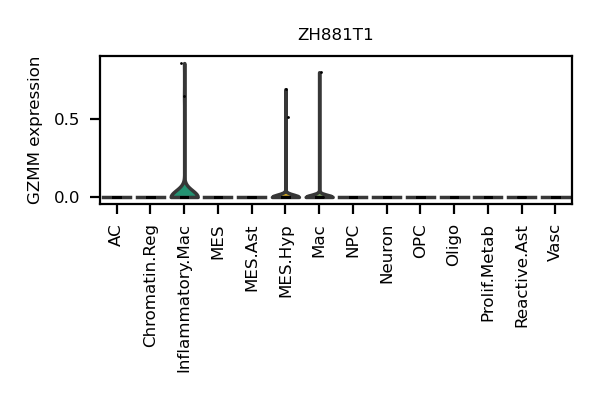 ZH881T1
GZMM expression
0.5
0.0
AC
Chromatin.Reg
Inflammatory.Mac
MES
MES.Ast
MES.Hyp
Mac
NPC
Neuron
OPC
Oligo
Prolif.Metab
Reactive.Ast
Vasc